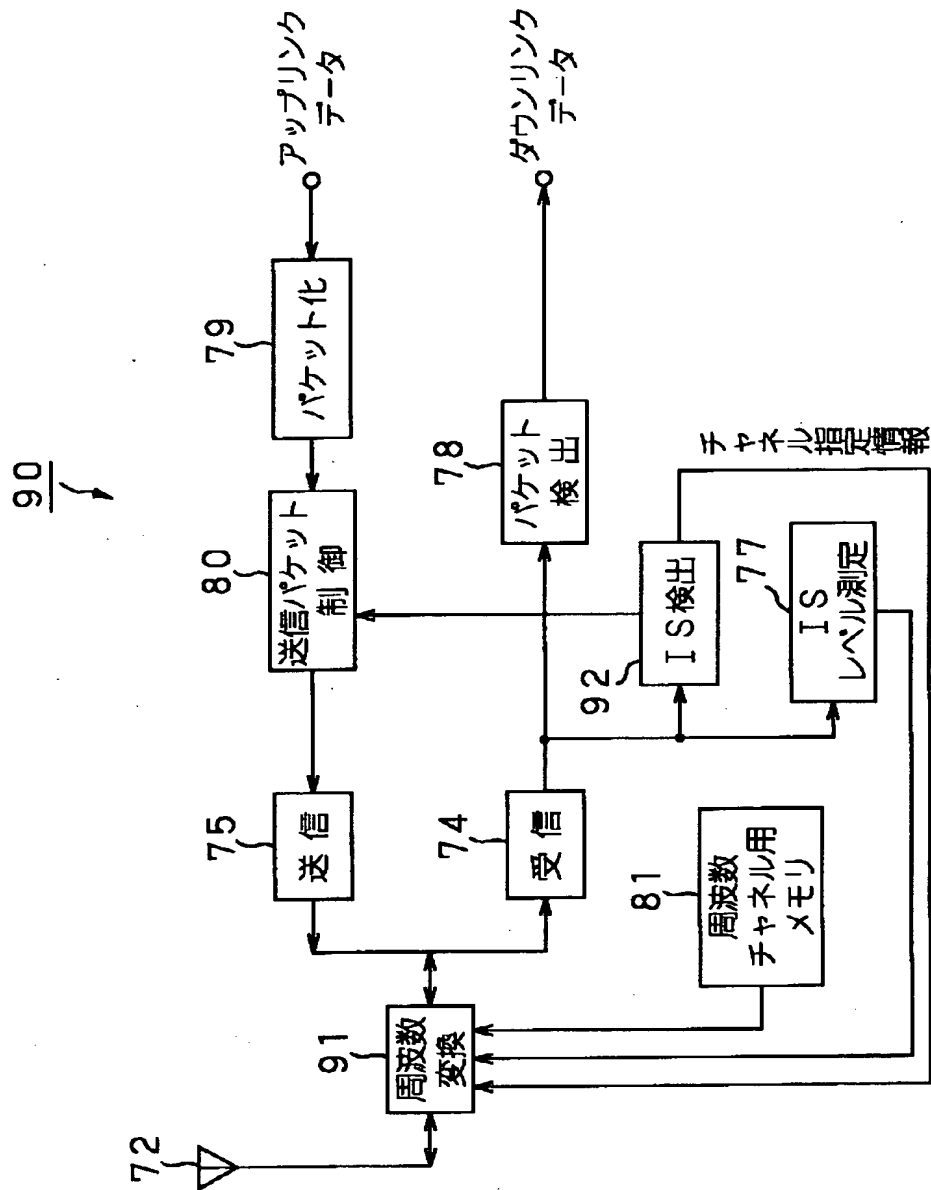 90
72
91
周波数
変換
75
送信
80
送信パケット
制御
79
パケット化
アップリンク
データ
74
受信
78
パケット
検出
ダウンリンク
データ
92
IS検出
チャネル指定情報
77
IS
レベル測定
81
周波数
チャネル用
メモリ